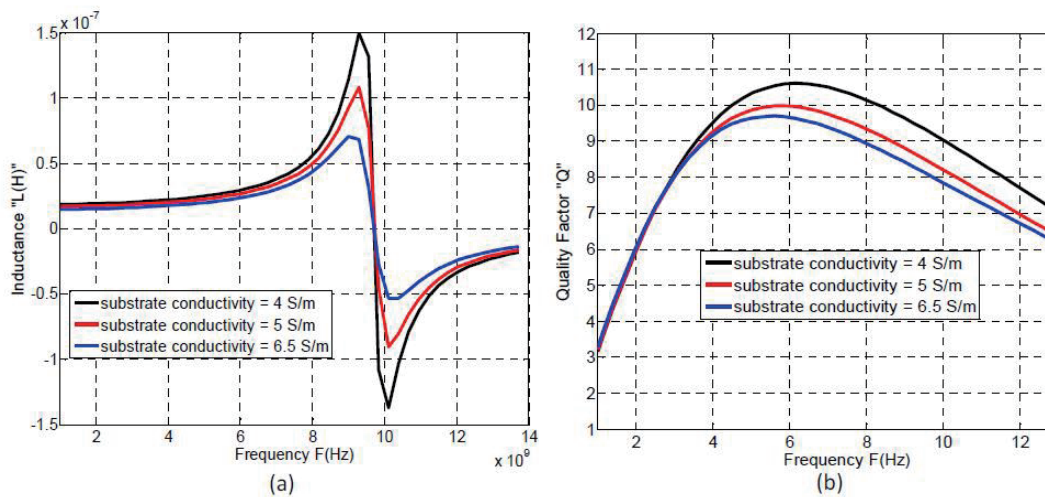 x 10^-7
1.5
1
0.5
0
-0.5
-1
-1.5
Inductance "L(H)"
substrate conductivity = 4 S/m
substrate conductivity = 5 S/m
substrate conductivity = 6.5 S/m
2 4 6 8 10 12 14
Frequency F(Hz)
x 10^9
(a)
12
11
10
9
8
7
6
5
4
3
2
1
Quality Factor "Q"
substrate conductivity = 4 S/m
substrate conductivity = 5 S/m
substrate conductivity = 6.5 S/m
2 4 6 8 10 12
Frequency F(Hz)
(b)